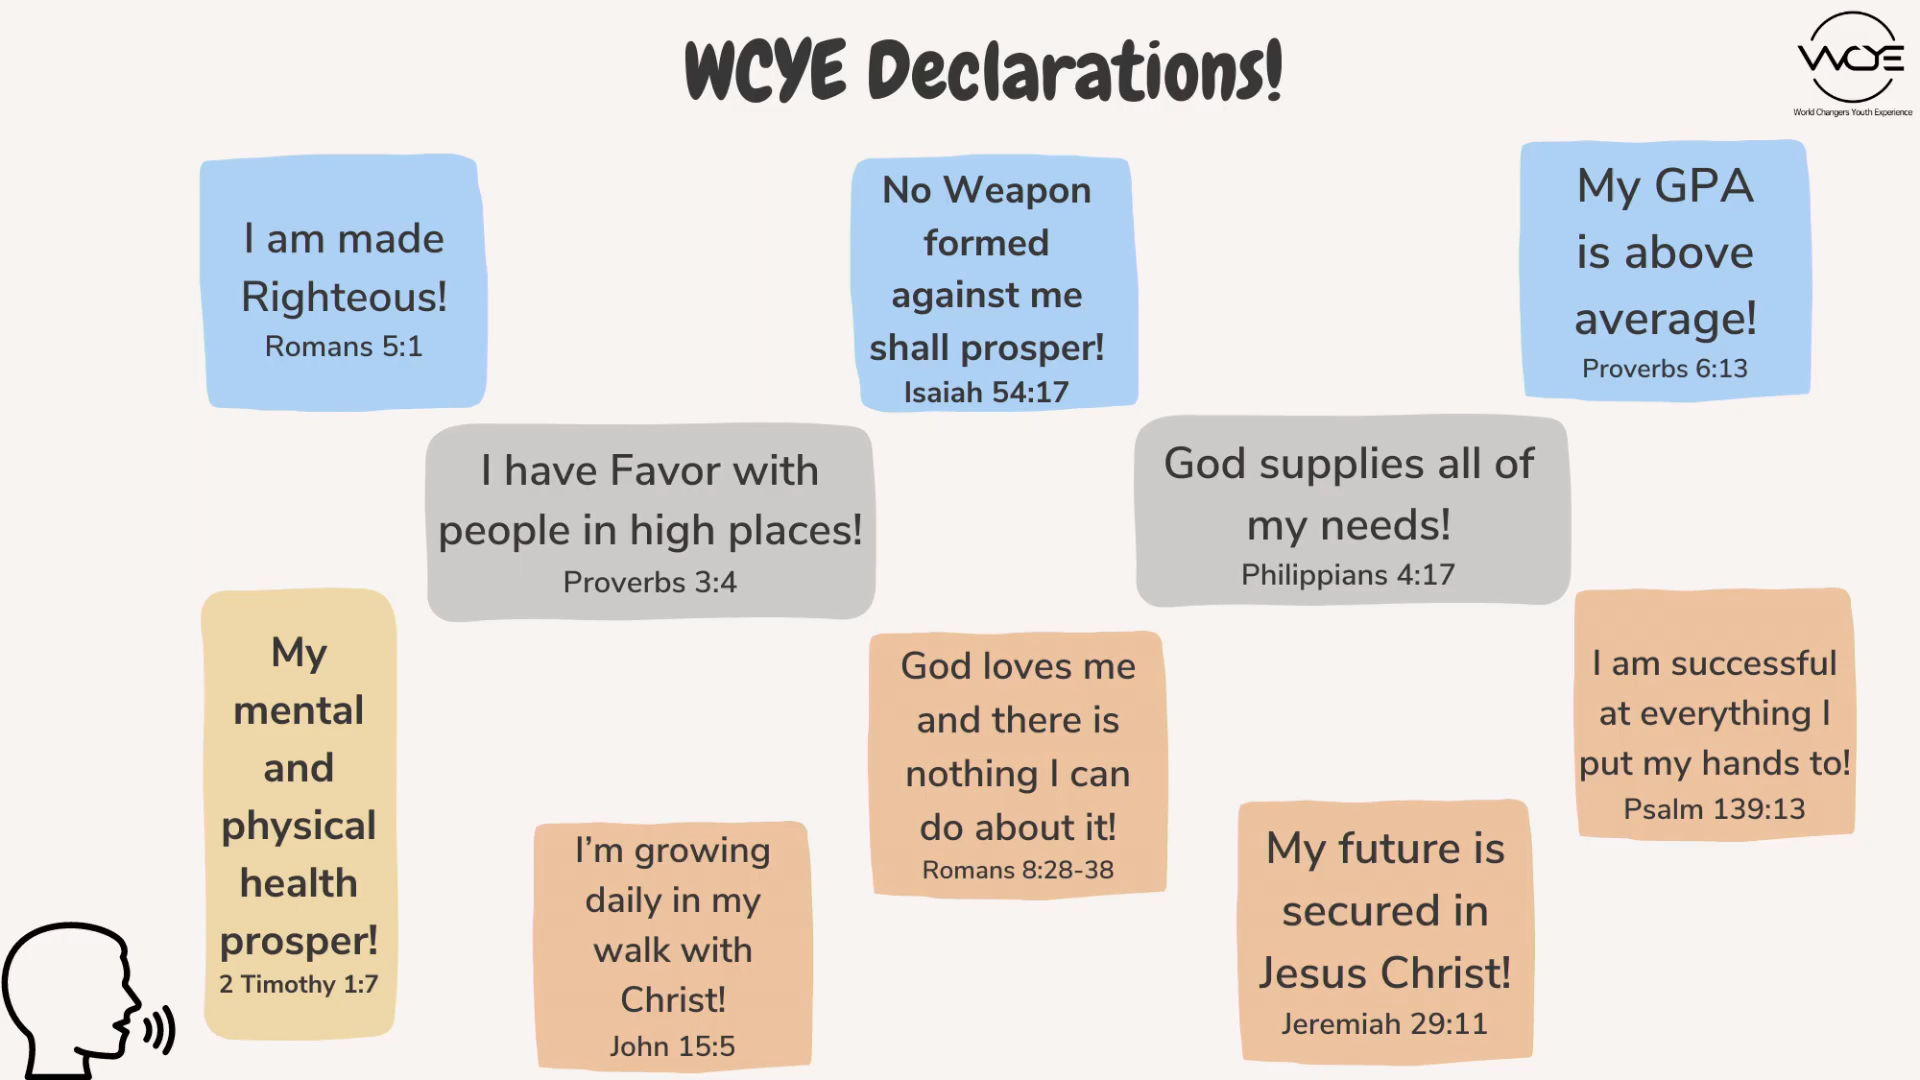 WCYE Declarations!
WCYE
World Changers Youth Experience
I am made
Righteous!
Romans 5:1
No Weapon
formed
against me
shall prosper!
Isaiah 54:17
My GPA
is above
average!
Proverbs 6:13
I have Favor with
people in high places!
Proverbs 3:4
God supplies all of
my needs!
Philippians 4:17
My
mental
and
physical
health
prosper!
2 Timothy 1:7
I'm growing
daily in my
walk with
Christ!
John 15:5
God loves me
and there is
nothing I can
do about it!
Romans 8:28-38
My future is
secured in
Jesus Christ!
Jeremiah 29:11
I am successful
at everything I
put my hands to!
Psalm 139:13